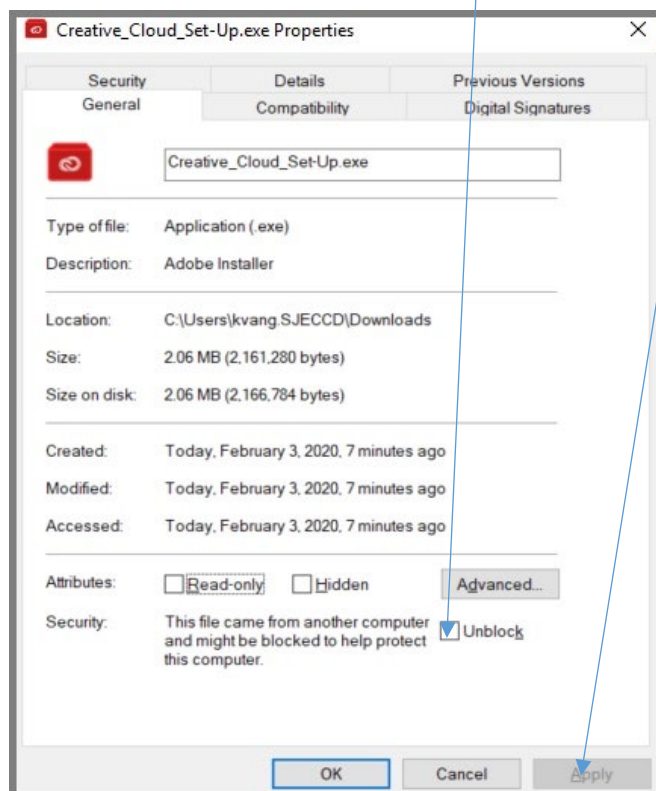 Creative_Cloud_Set-Up.exe Properties
Security Details Previous Versions
General Compatibility Digital Signatures
Creative_Cloud_Set-Up.exe
Type of file: Application (.exe)
Description: Adobe Installer
Location: C:\Users\kvang.SJECCD\Downloads
Size: 2.06 MB (2,161,280 bytes)
Size on disk: 2.06 MB (2,166,784 bytes)
Created: Today, February 3, 2020, 7 minutes ago
Modified: Today, February 3, 2020, 7 minutes ago
Accessed: Today, February 3, 2020, 7 minutes ago
Attributes: Read-only Hidden Advanced...
Security: This file came from another computer
and might be blocked to help protect Unblock
this computer.
OK Cancel Apply